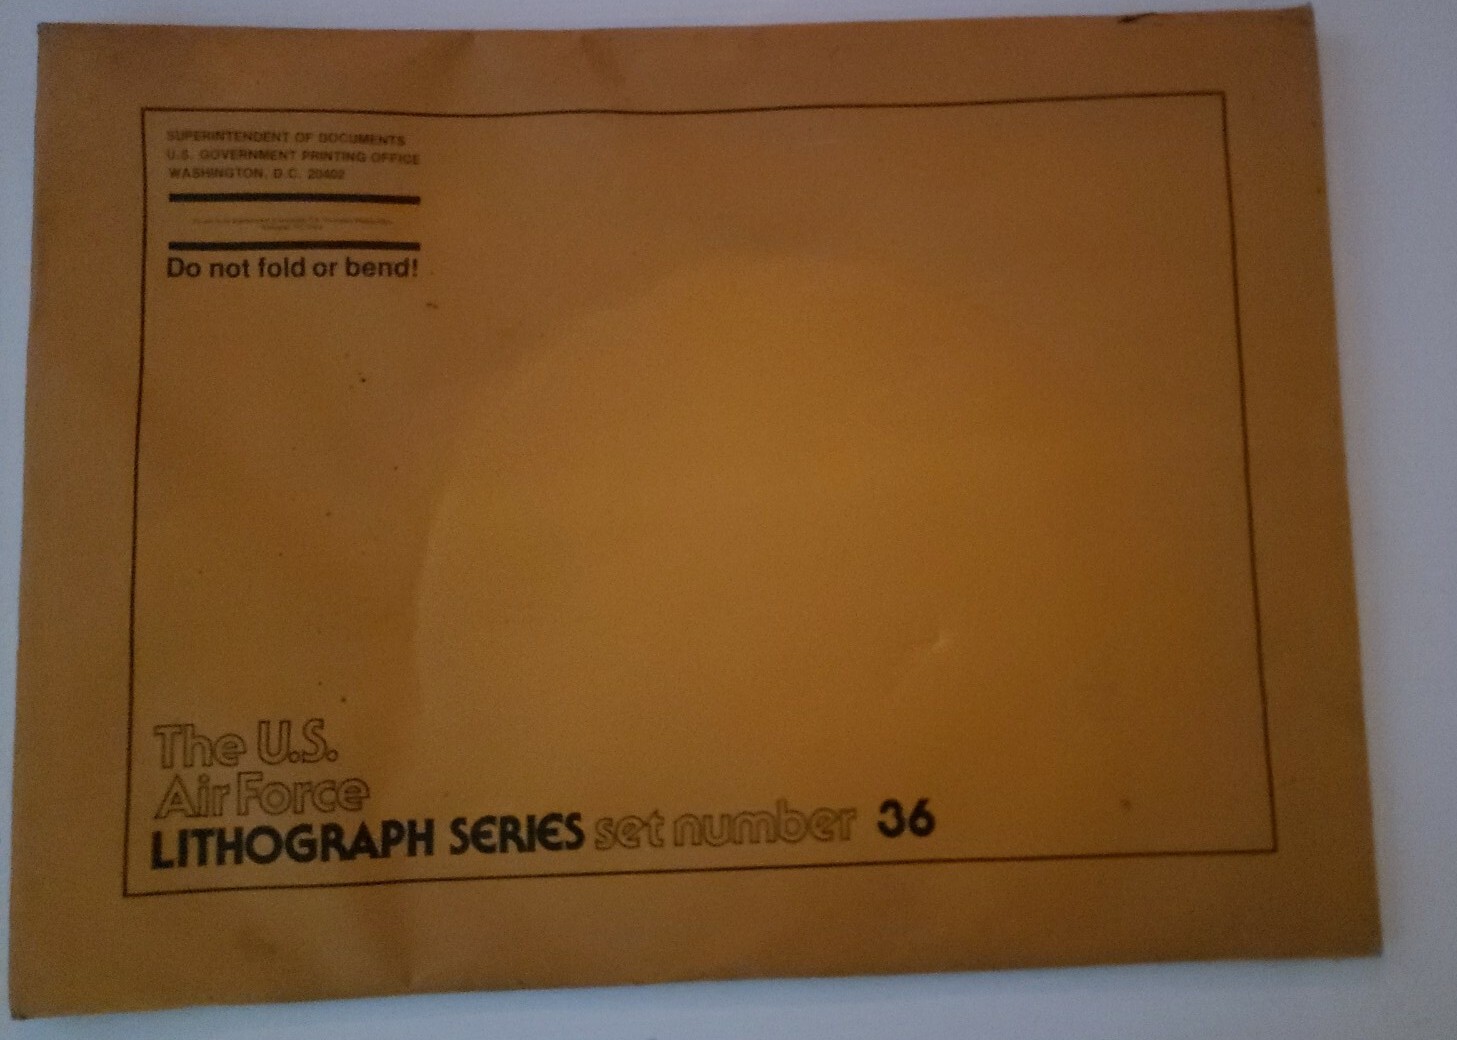 SUPERINTENDENT OF DOCUMENTS
U.S. GOVERNMENT PRINTING OFFICE
WASHINGTON, D.C. 20402
Do not fold or bend!
The U.S.
Air Force
LITHOGRAPH SERIES set number 36